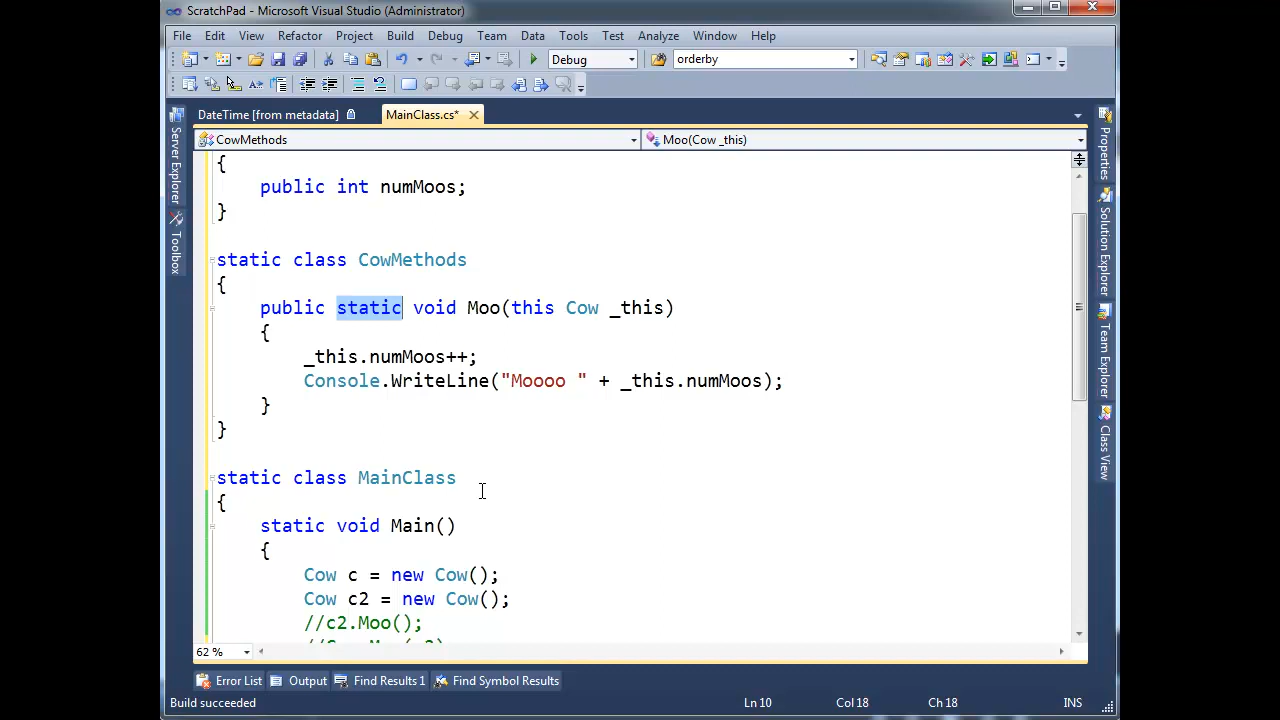 ScratchPad - Microsoft Visual Studio (Administrator)
File Edit View Refactor Project Build Debug Team Data Tools Test Analyze Window Help
Debug orderby
DateTime [from metadata] MainClass.cs*
CowMethods Moo(Cow _this)
{
public int numMoos;
}
static class CowMethods
{
public static void Moo(this Cow _this)
{
_this.numMoos++;
Console.WriteLine("Moooo " + _this.numMoos);
}
}
static class MainClass
{
static void Main()
{
Cow c = new Cow();
Cow c2 = new Cow();
//c2.Moo();
62 %
Server Explorer
Toolbox
Properties
Solution Explorer
Team Explorer
Class View
Error List Output Find Results 1 Find Symbol Results
Build succeeded Ln 10 Col 18 Ch 18 INS